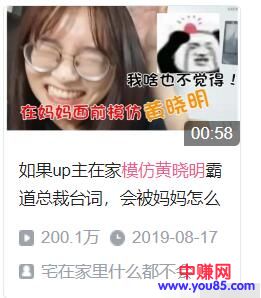 我啥也不觉得!
在妈妈面前模仿黄晓明
00:58
如果up主在家模仿黄晓明霸
道总裁台词,会被妈妈怎么
200.1万 2019-08-17
宅在家里什么都不
中赚网
www.you85.com